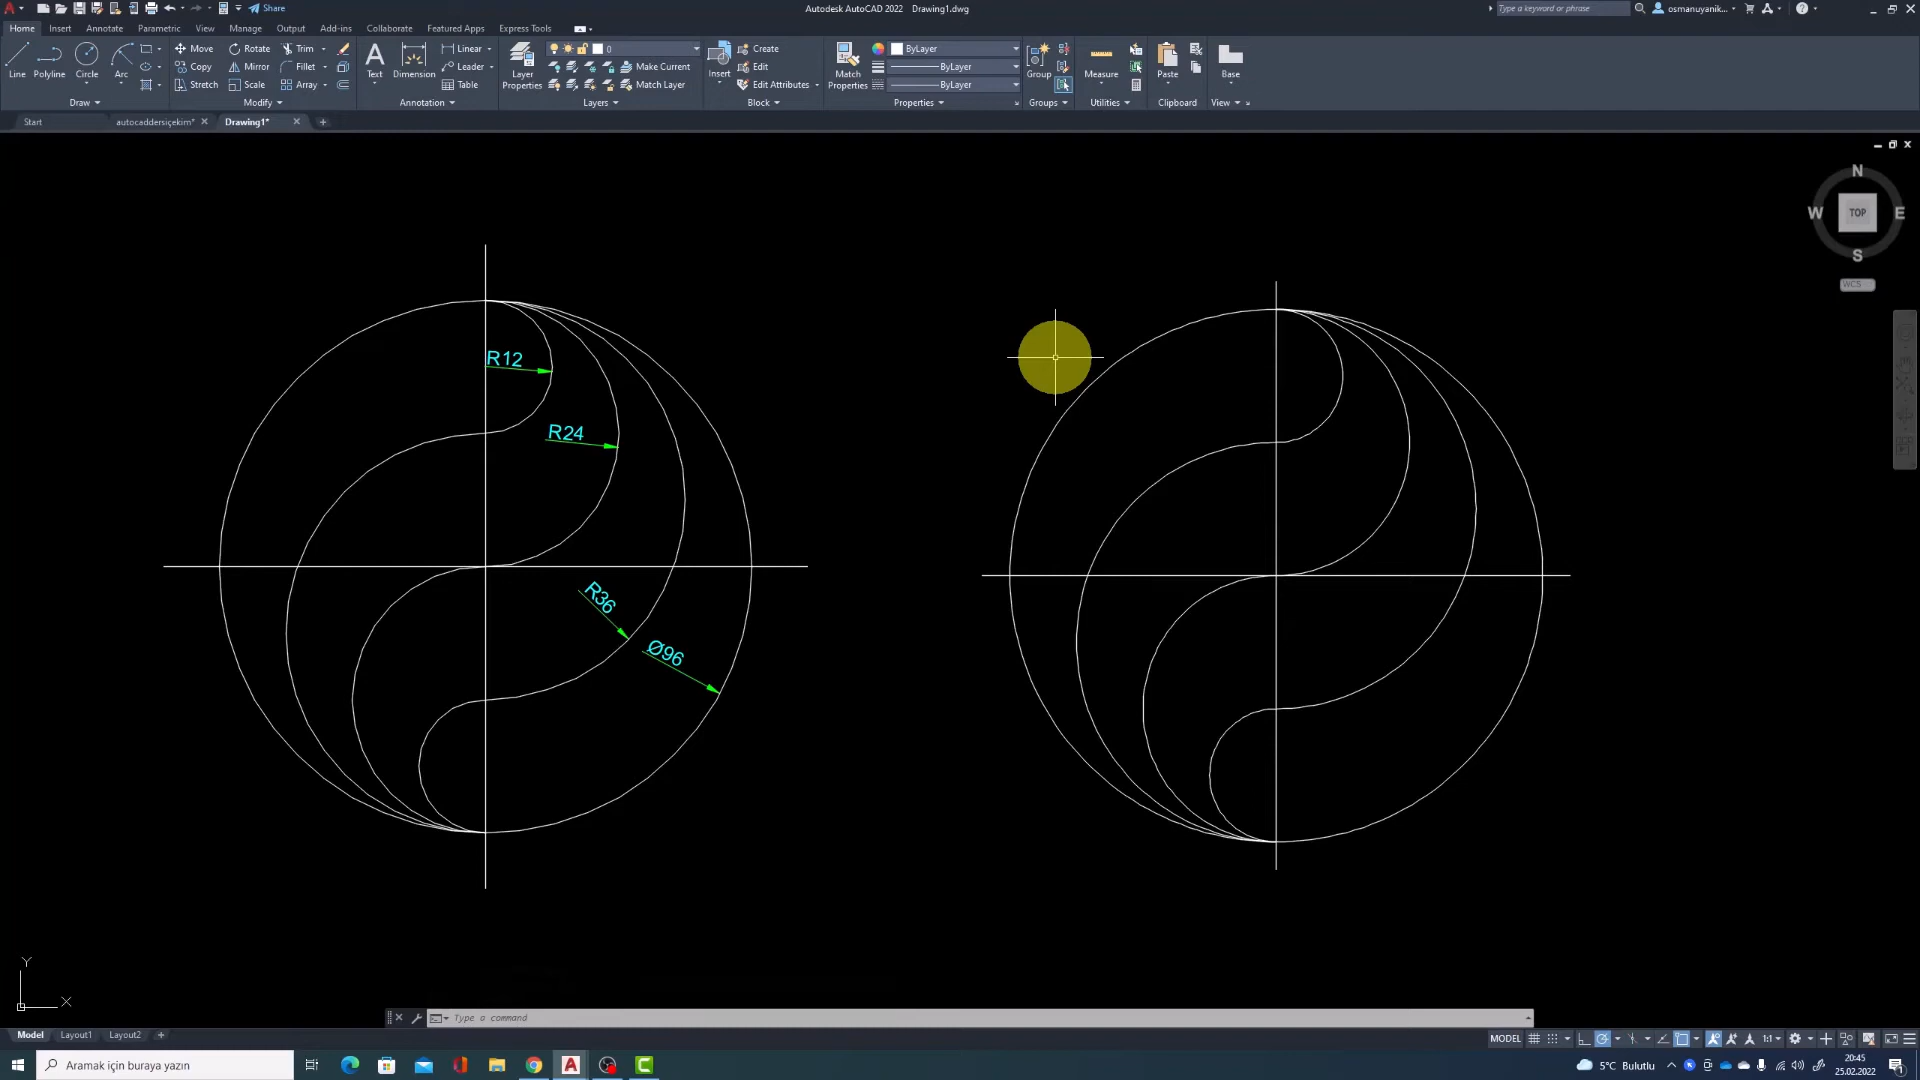 Share
Autodesk AutoCAD 2022 Drawing1.dwg
Type a keyword or phrase
osmanuyanik...
Home Insert Annotate Parametric View Manage Output Add-ins Collaborate Featured Apps Express Tools
Line Polyline Circle Arc
Move Rotate Trim
Copy Mirror Fillet
Stretch Scale Array
Text Dimension
Linear
Leader
Table
Layer Properties
0
Make Current
Match Layer
Insert
Create
Edit
Edit Attributes
Match Properties
ByLayer
ByLayer
ByLayer
Group
Measure
Paste
Base
Draw Modify Annotation Layers Block Properties Groups Utilities Clipboard View
Start autocaddersiçekim* Drawing1*
N
W TOP E
S
WCS
R12
R24
R36
Ø96
Y
X
Type a command
Model Layout1 Layout2
MODEL 1:1
Aramak için buraya yazın
5°C Bulutlu
20:45
25.02.2022
1